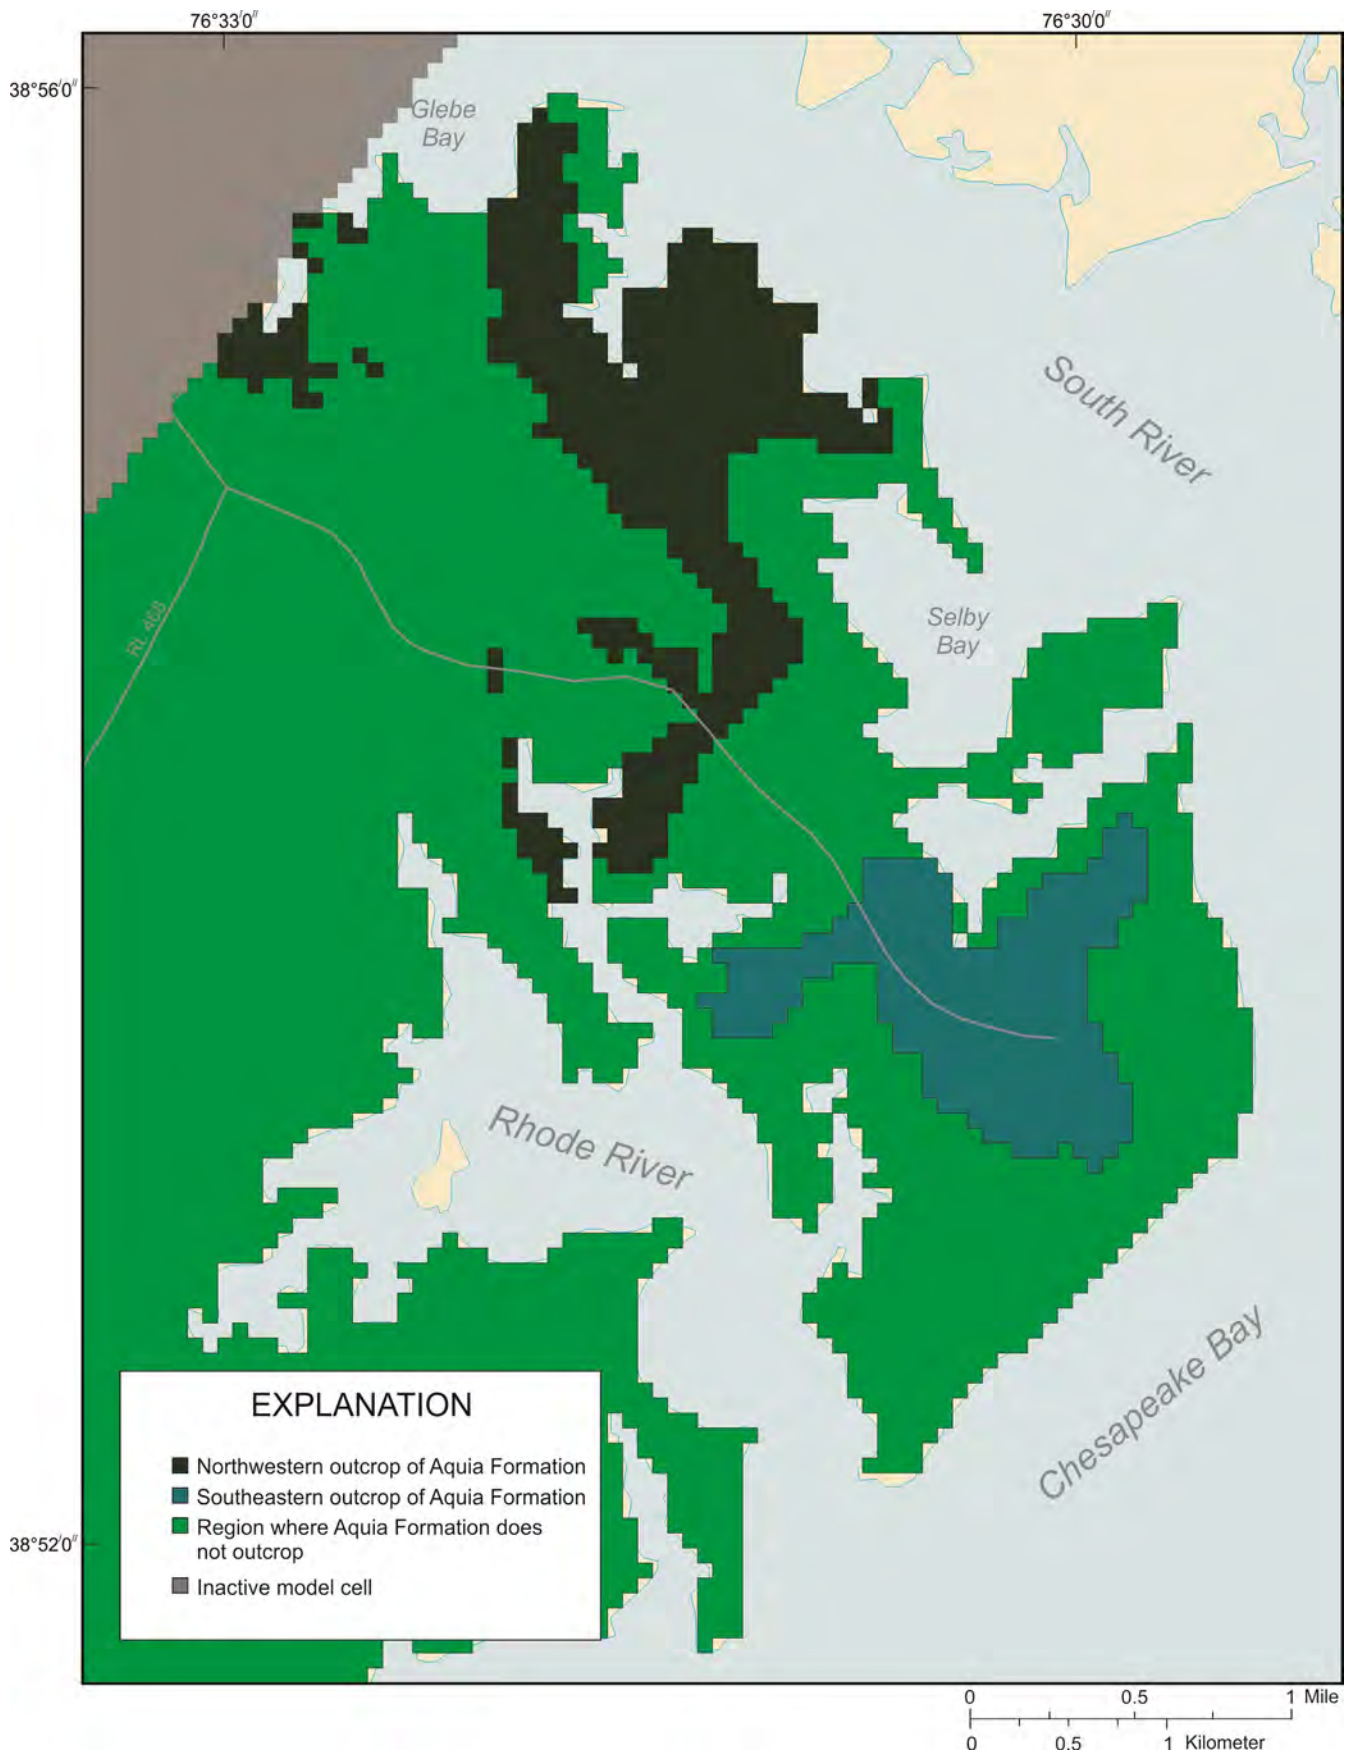 76°33'0"
76°30'0"
38°56'0"
Glebe
Bay
South River
Rt. 468
Selby
Bay
Rhode River
Chesapeake Bay
EXPLANATION
Northwestern outcrop of Aquia Formation
Southeastern outcrop of Aquia Formation
Region where Aquia Formation does
not outcrop
Inactive model cell
38°52'0"
0 0.5 1 Mile
0 0.5 1 Kilometer